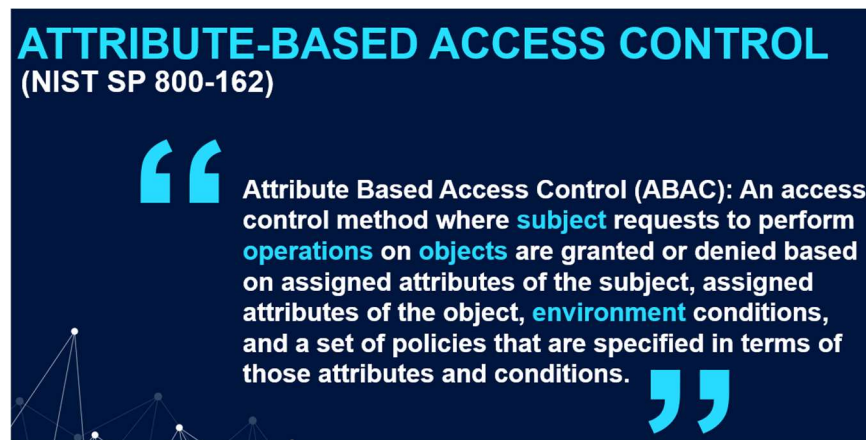 ATTRIBUTE-BASED ACCESS CONTROL
(NIST SP 800-162)
“
Attribute Based Access Control (ABAC): An access
control method where subject requests to perform
operations on objects are granted or denied based
on assigned attributes of the subject, assigned
attributes of the object, environment conditions,
and a set of policies that are specified in terms of
those attributes and conditions.
”